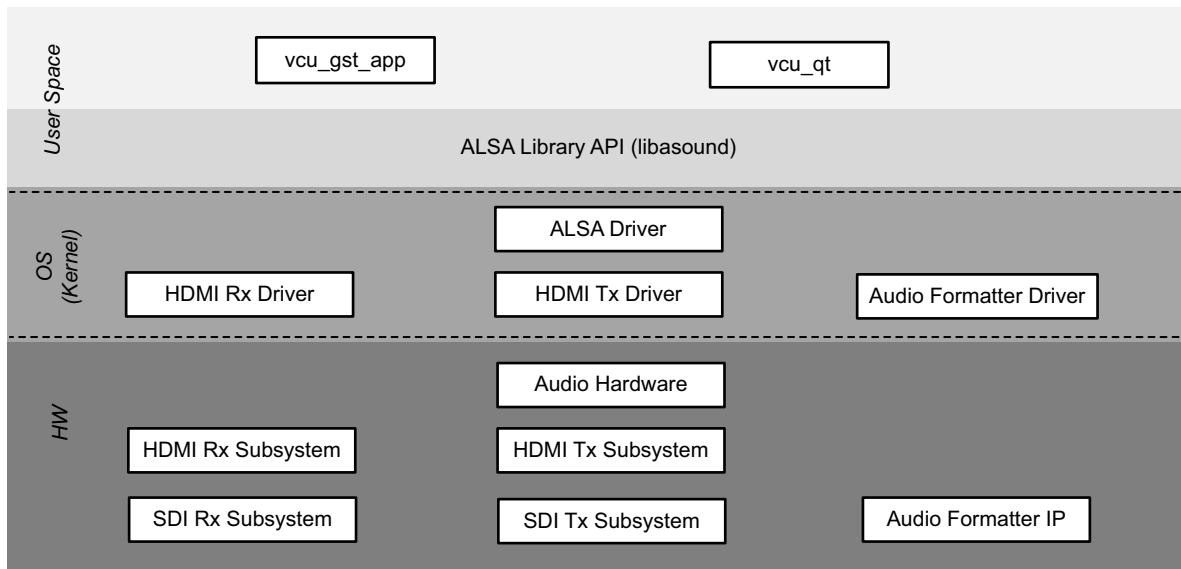 User Space
vcu_gst_app
vcu_qt
ALSA Library API (libasound)
OS
(Kernel)
ALSA Driver
HDMI Rx Driver
HDMI Tx Driver
Audio Formatter Driver
HW
Audio Hardware
HDMI Rx Subsystem
HDMI Tx Subsystem
SDI Rx Subsystem
SDI Tx Subsystem
Audio Formatter IP